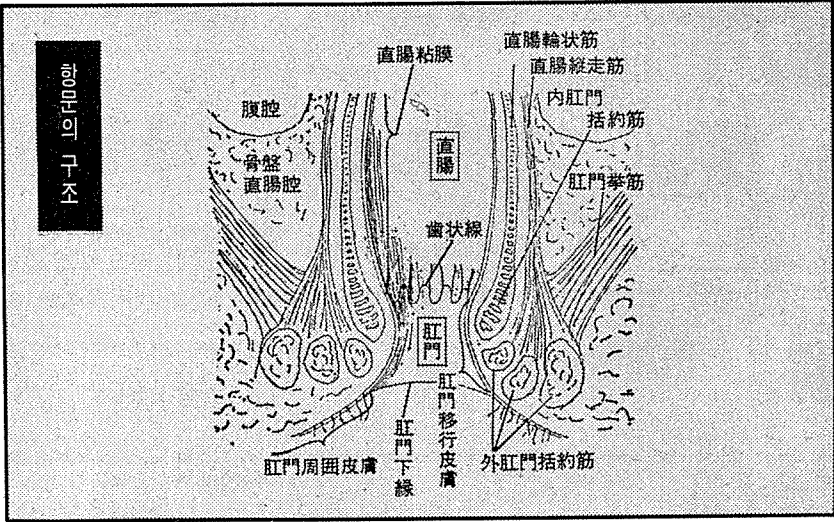 항문의 구조
直腸粘膜
直腸輪状筋
直腸縦走筋
内肛門
括約筋
腹腔
骨盤
直腸腔
直腸
肛門挙筋
歯状線
肛門
肛門周囲皮膚
肛門下縁
肛門移行皮膚
外肛門括約筋